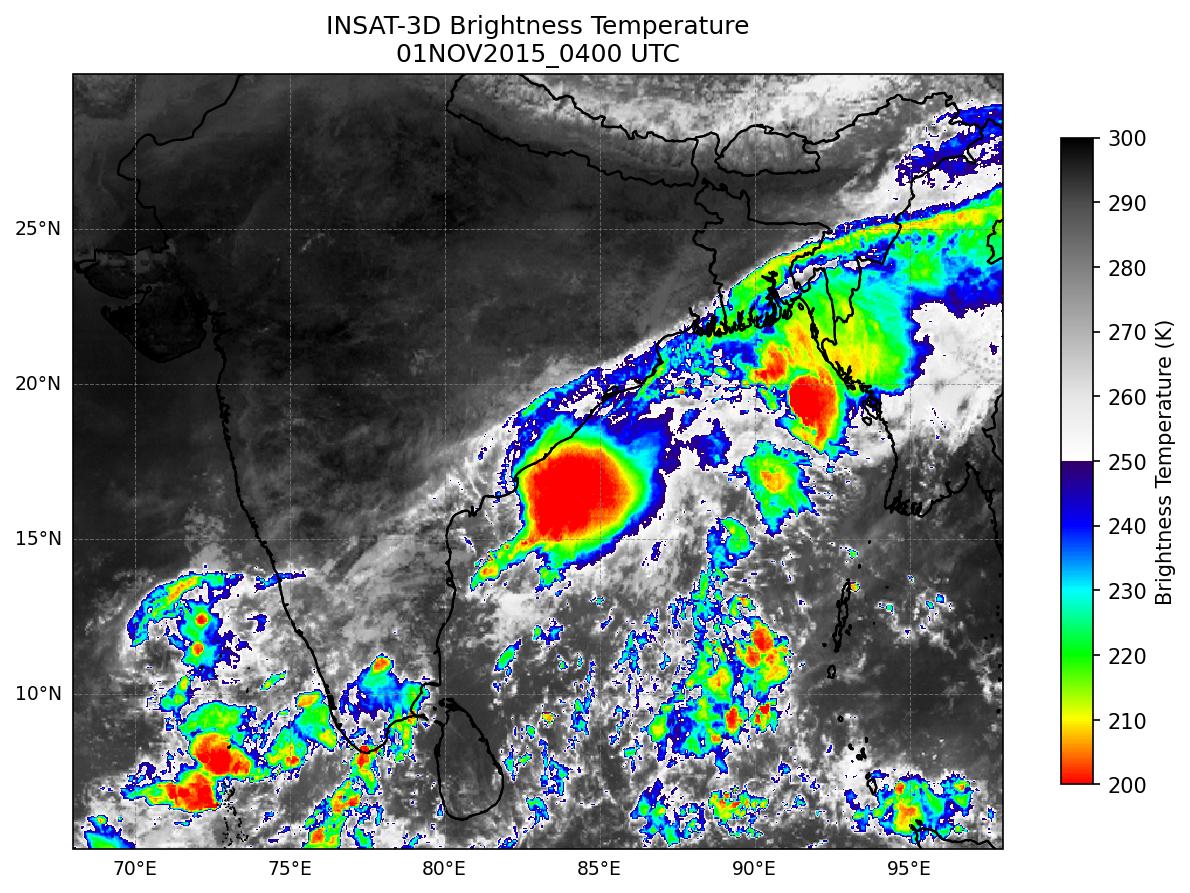 INSAT-3D Brightness Temperature
01NOV2015_0400 UTC
25°N
20°N
15°N
10°N
70°E
75°E
80°E
85°E
90°E
95°E
300
290
280
270
260
250
240
230
220
210
200
Brightness Temperature (K)